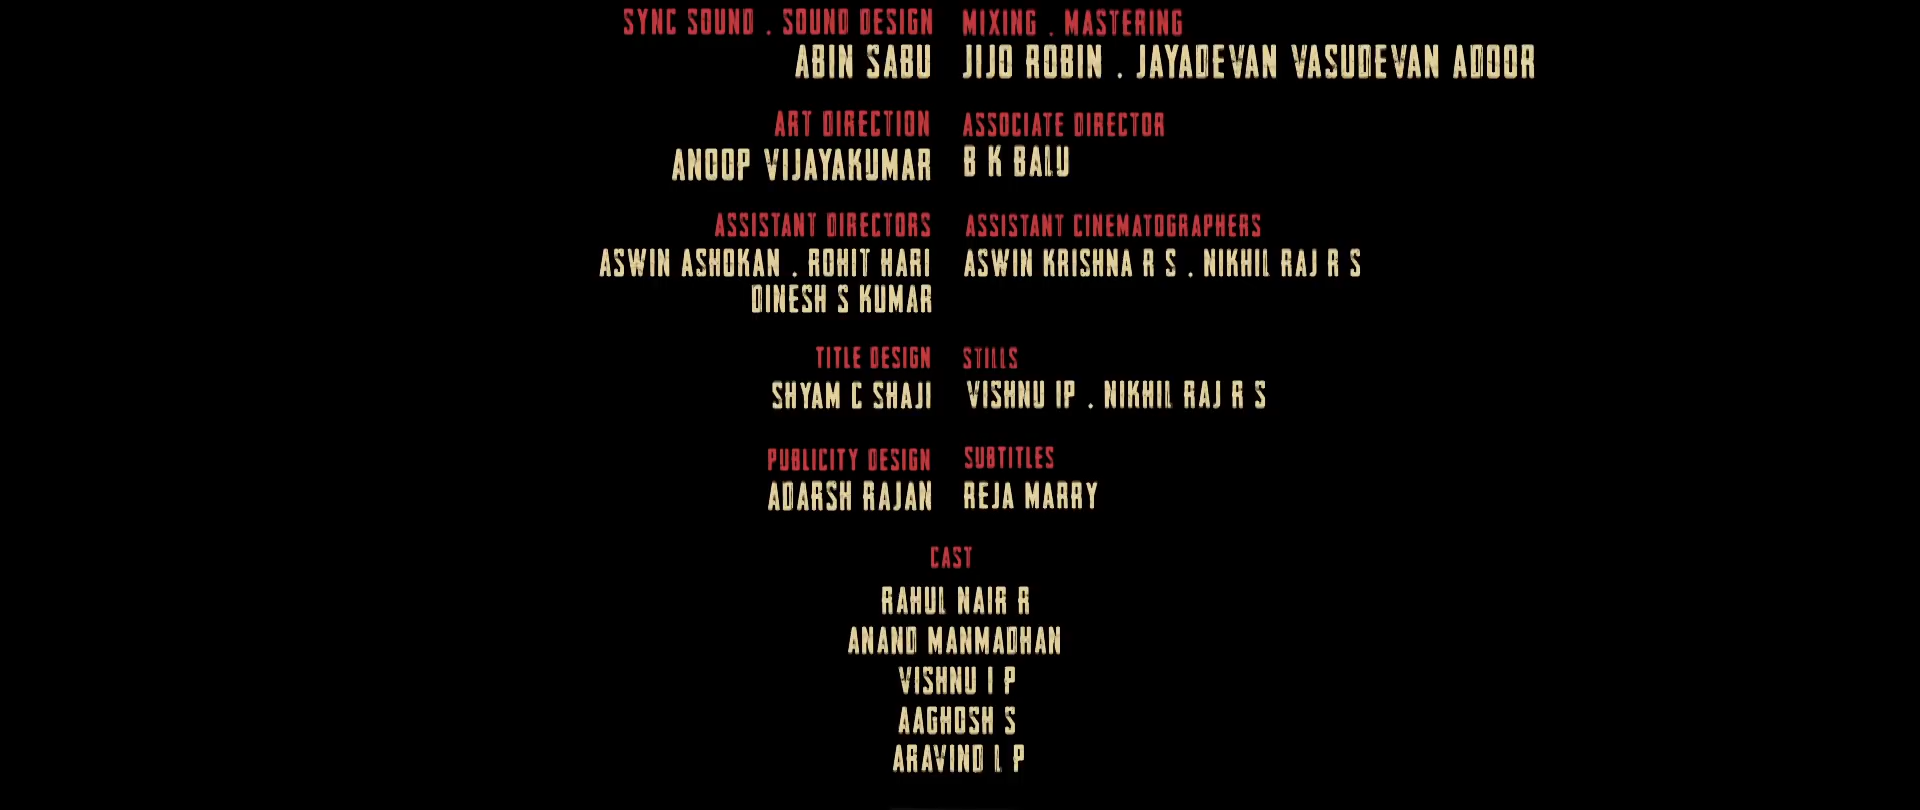 SYNC SOUND . SOUND DESIGN
ABIN SABU
MIXING . MASTERING
JIJO ROBIN . JAYADEVAN VASUDEVAN ADOOR
ART DIRECTION
ANOOP VIJAYAKUMAR
ASSOCIATE DIRECTOR
B K BALU
ASSISTANT DIRECTORS
ASWIN ASHOKAN . ROHIT HARI
DINESH S KUMAR
ASSISTANT CINEMATOGRAPHERS
ASWIN KRISHNA R S . NIKHIL RAJ R S
TITLE DESIGN
SHYAM C SHAJI
STILLS
VISHNU IP . NIKHIL RAJ R S
PUBLICITY DESIGN
ADARSH RAJAN
SUBTITLES
REJA MARRY
CAST
RAHUL NAIR R
ANAND MANMADHAN
VISHNU I P
AAGHOSH S
ARAVIND L P